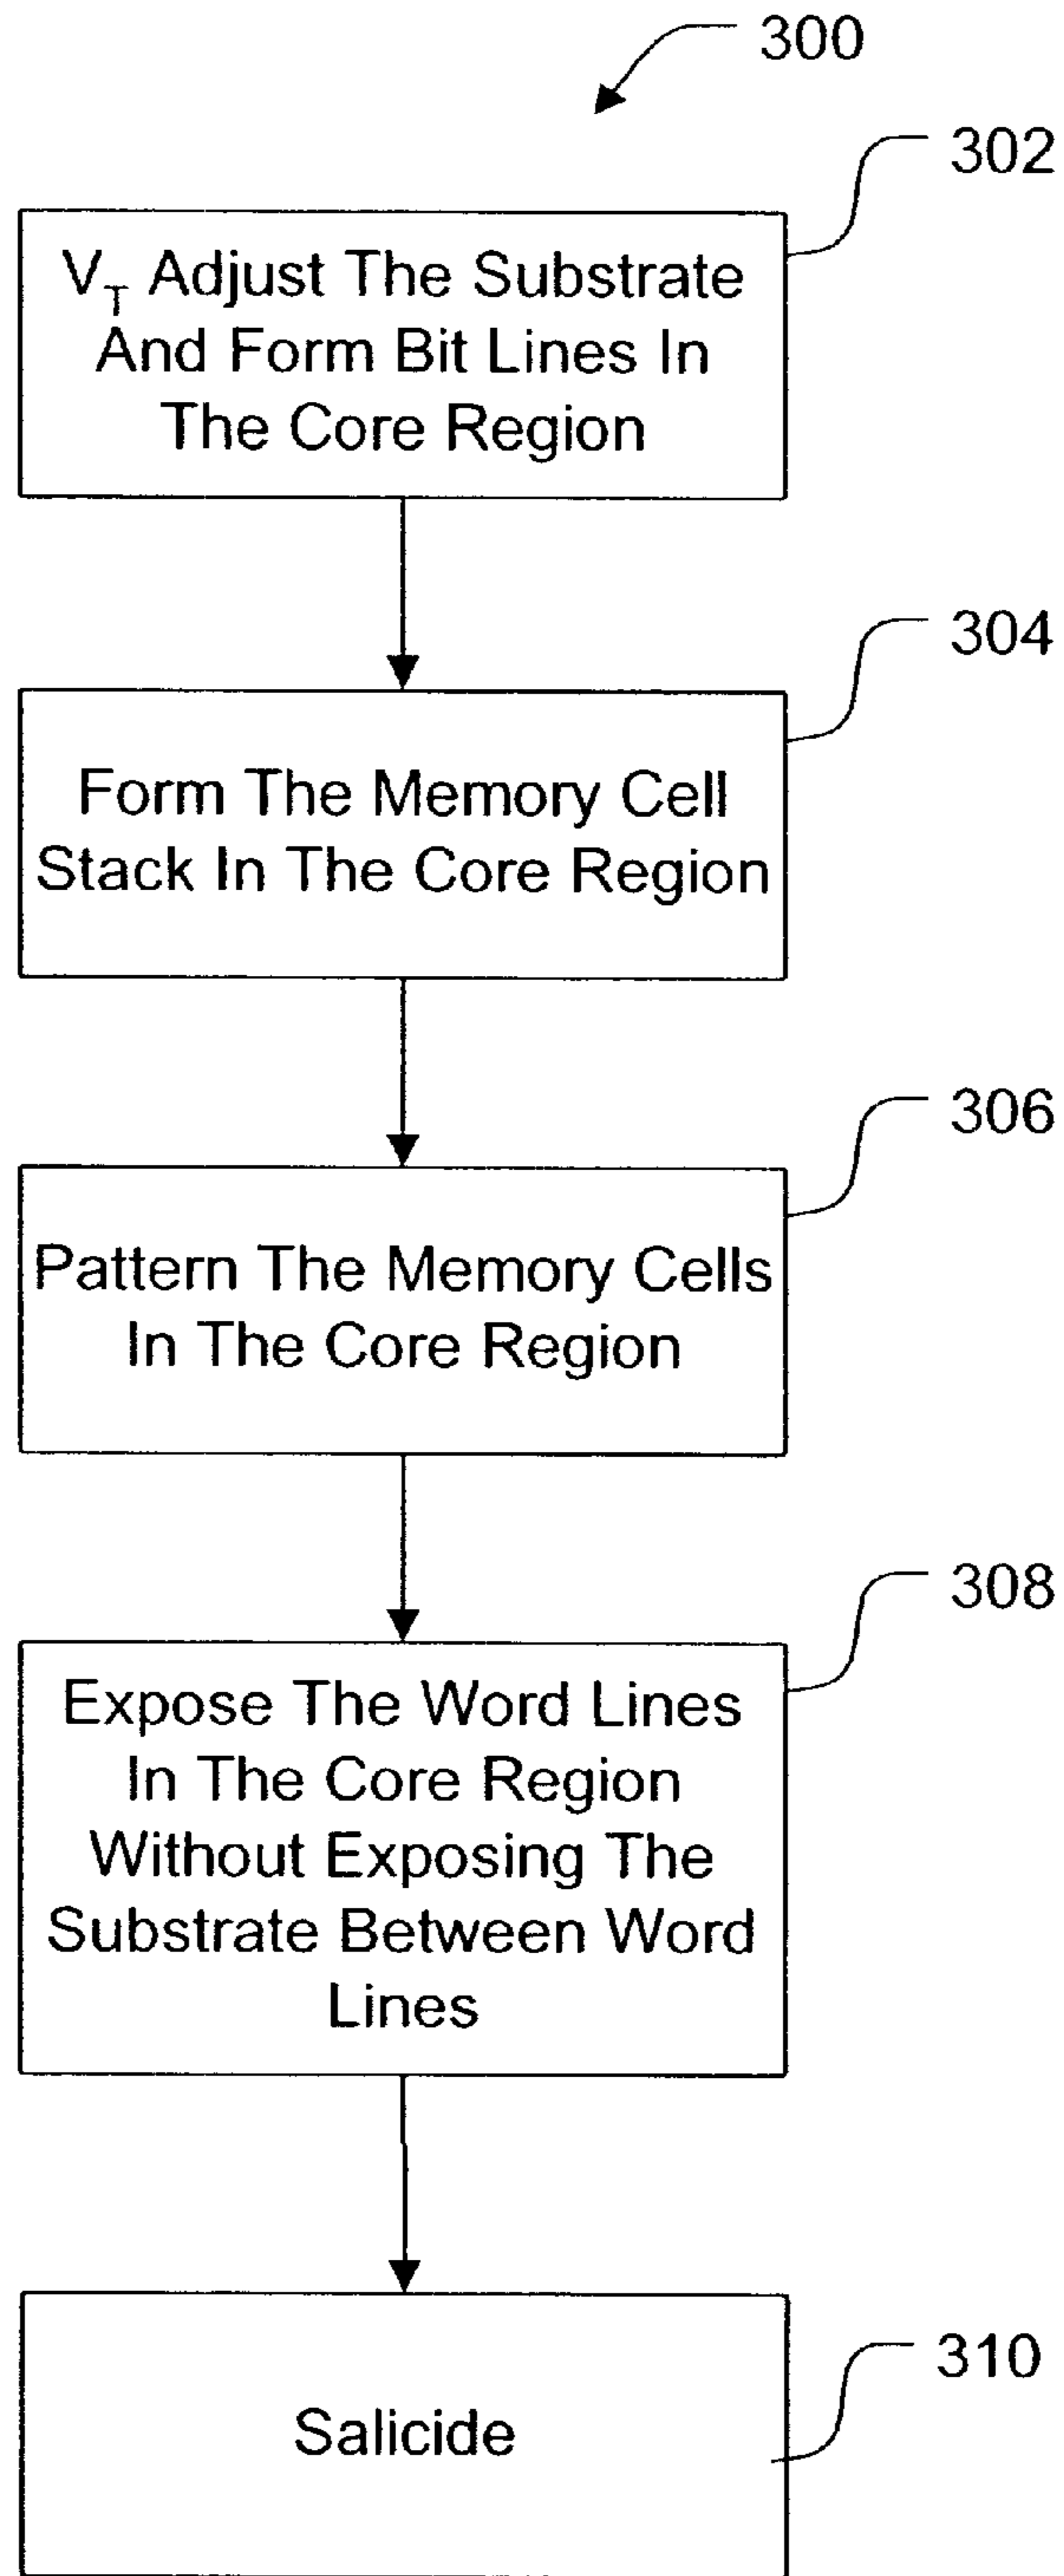 300
302
V_T Adjust The Substrate
And Form Bit Lines In
The Core Region
304
Form The Memory Cell
Stack In The Core Region
306
Pattern The Memory Cells
In The Core Region
308
Expose The Word Lines
In The Core Region
Without Exposing The
Substrate Between Word
Lines
310
Salicide